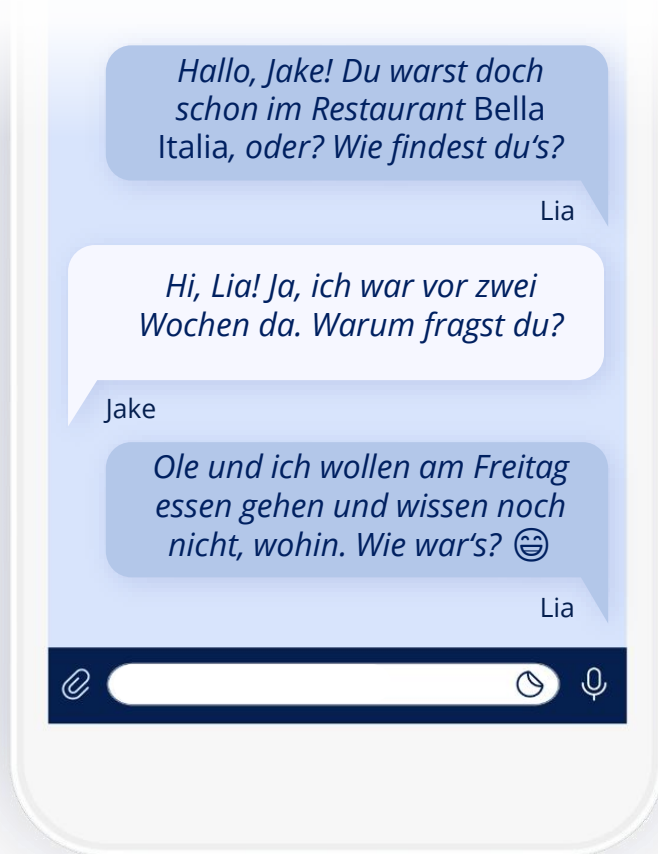 Hallo, Jake! Du warst doch
schon im Restaurant Bella
Italia, oder? Wie findest du‘s?
Lia
Hi, Lia! Ja, ich war vor zwei
Wochen da. Warum fragst du?
Jake
Ole und ich wollen am Freitag
essen gehen und wissen noch
nicht, wohin. Wie war‘s? 😄
Lia